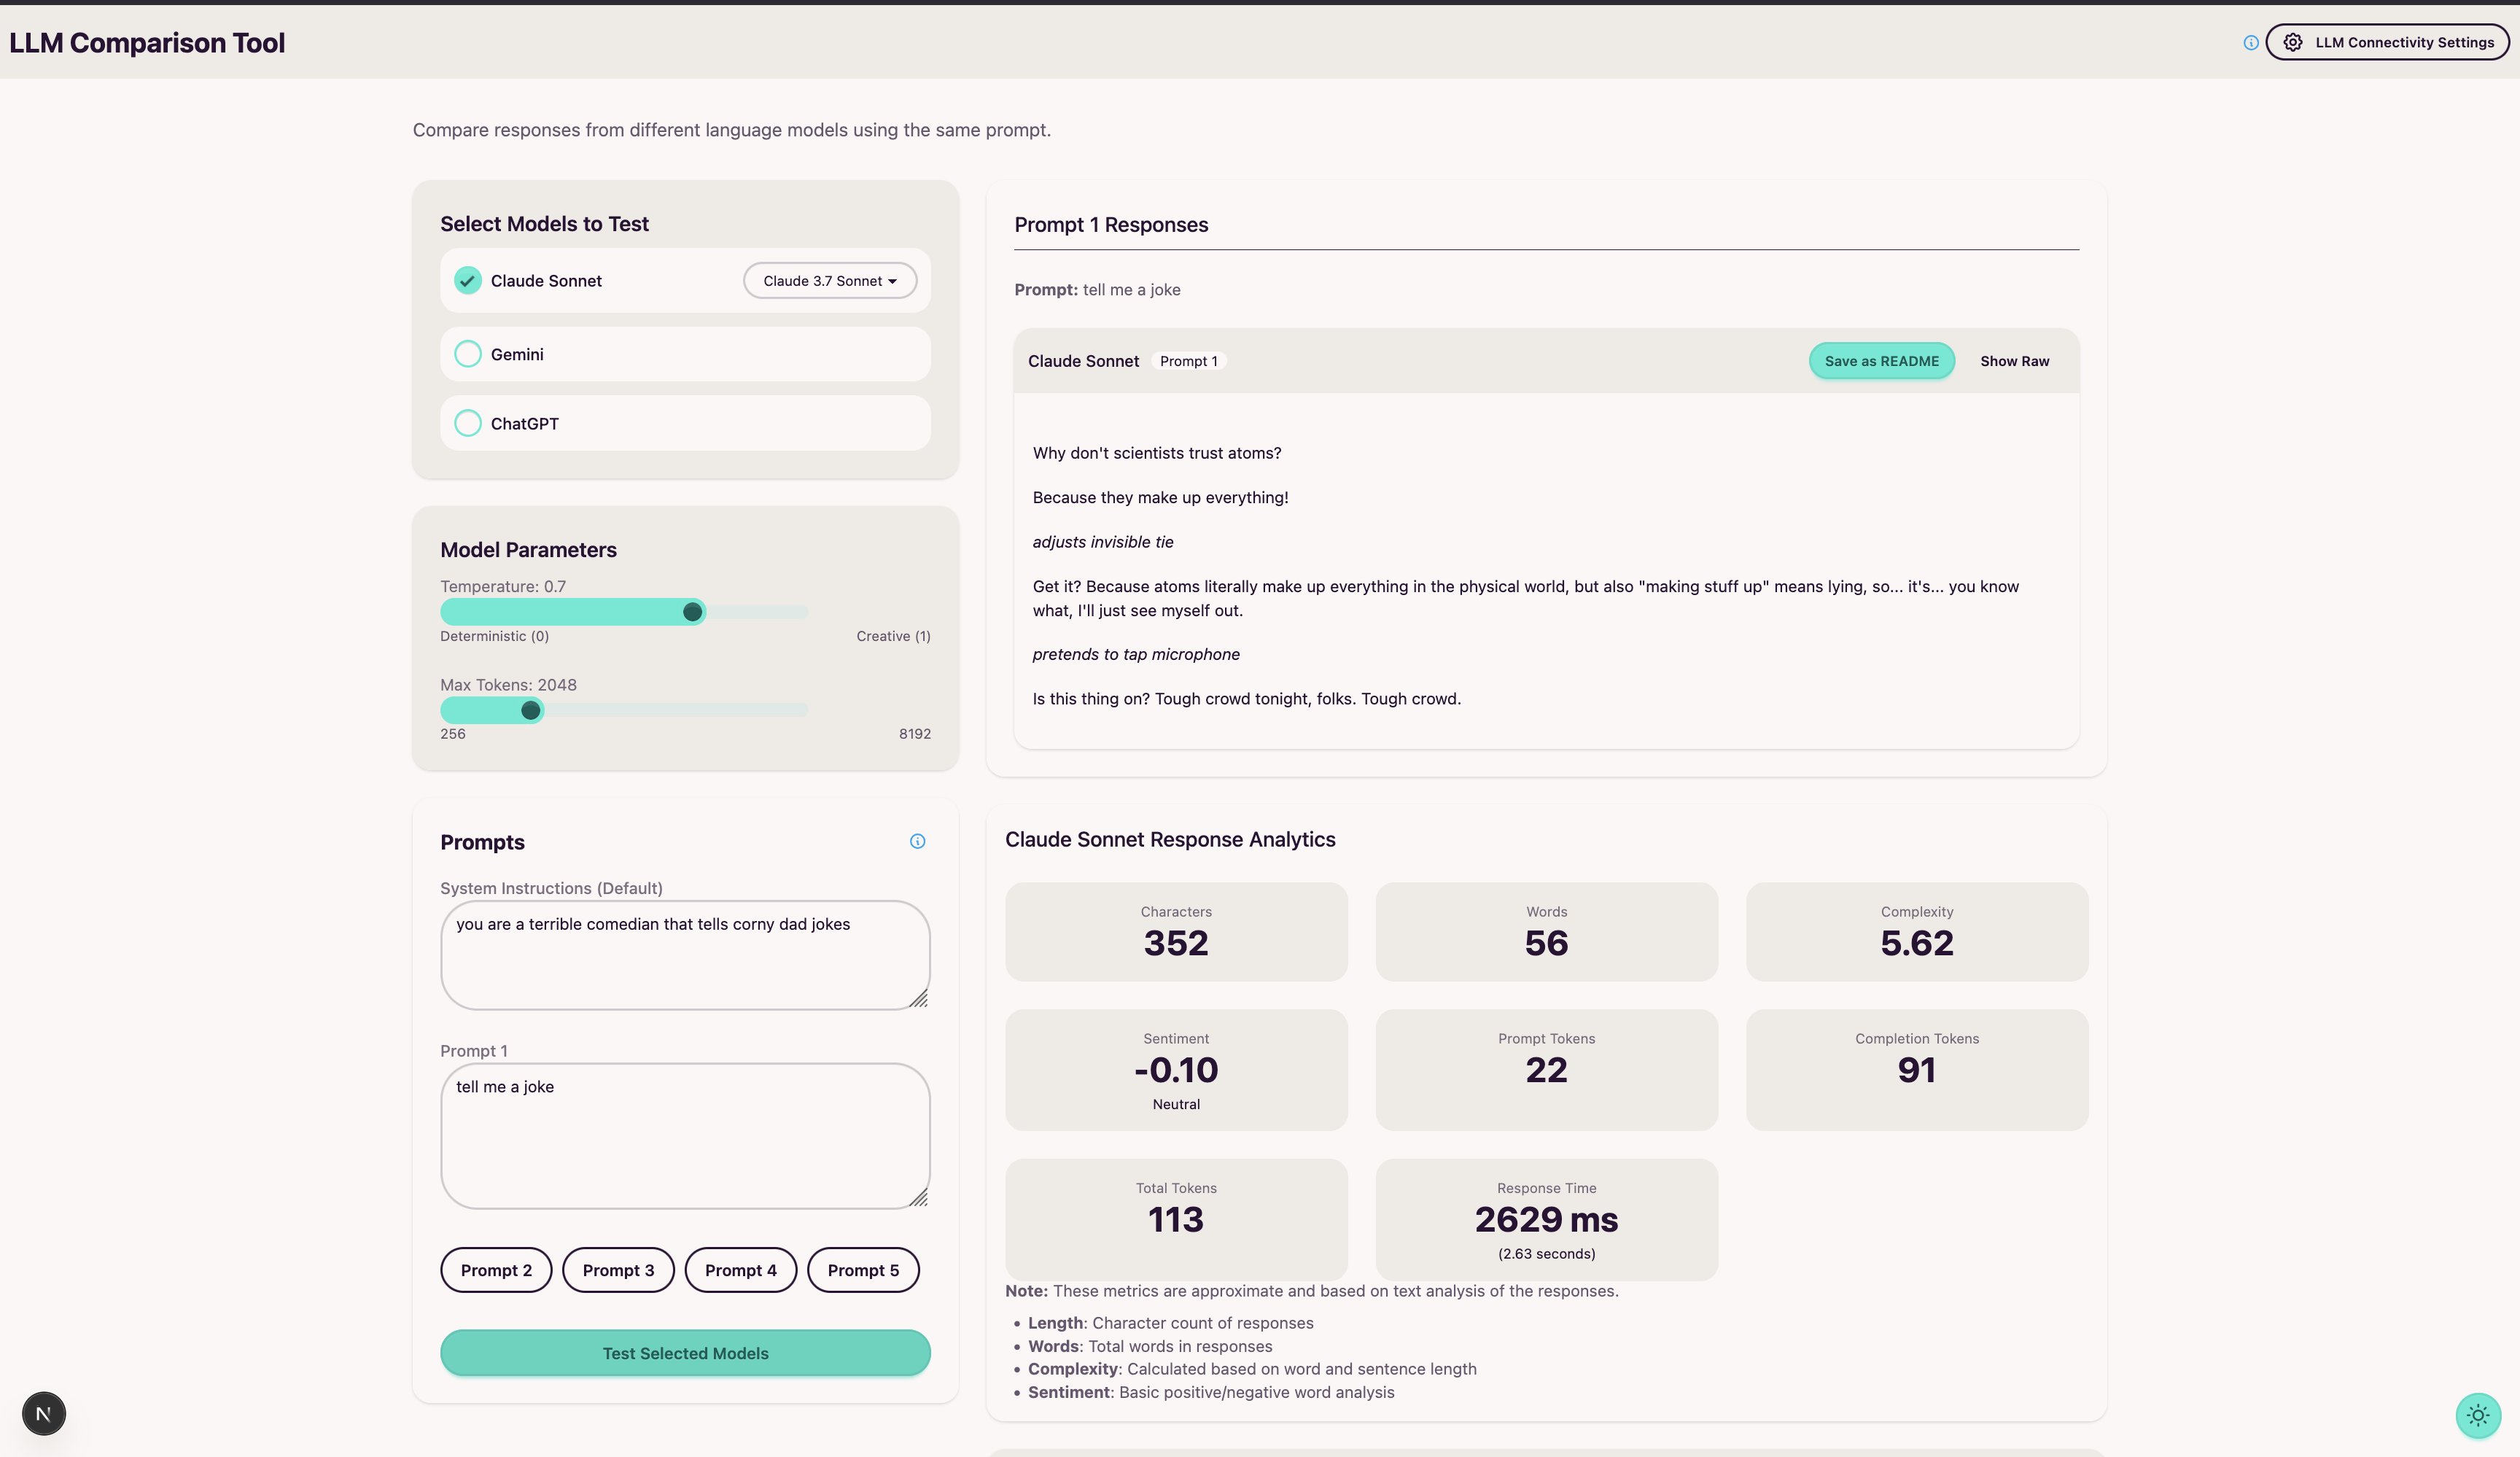 LLM Comparison Tool
LLM Connectivity Settings
Compare responses from different language models using the same prompt.
Select Models to Test
Claude Sonnet
Claude 3.7 Sonnet
Gemini
ChatGPT
Model Parameters
Temperature: 0.7
Deterministic (0)
Creative (1)
Max Tokens: 2048
256
8192
Prompts
System Instructions (Default)
you are a terrible comedian that tells corny dad jokes
Prompt 1
tell me a joke
Prompt 2
Prompt 3
Prompt 4
Prompt 5
Test Selected Models
N
Prompt 1 Responses
Prompt: tell me a joke
Claude Sonnet
Prompt 1
Save as README
Show Raw
Why don't scientists trust atoms?
Because they make up everything!
adjusts invisible tie
Get it? Because atoms literally make up everything in the physical world, but also "making stuff up" means lying, so... it's... you know
what, I'll just see myself out.
pretends to tap microphone
Is this thing on? Tough crowd tonight, folks. Tough crowd.
Claude Sonnet Response Analytics
Characters
352
Words
56
Complexity
5.62
Sentiment
-0.10
Neutral
Prompt Tokens
22
Completion Tokens
91
Total Tokens
113
Response Time
2629 ms
(2.63 seconds)
Note: These metrics are approximate and based on text analysis of the responses.
• Length: Character count of responses
• Words: Total words in responses
• Complexity: Calculated based on word and sentence length
• Sentiment: Basic positive/negative word analysis